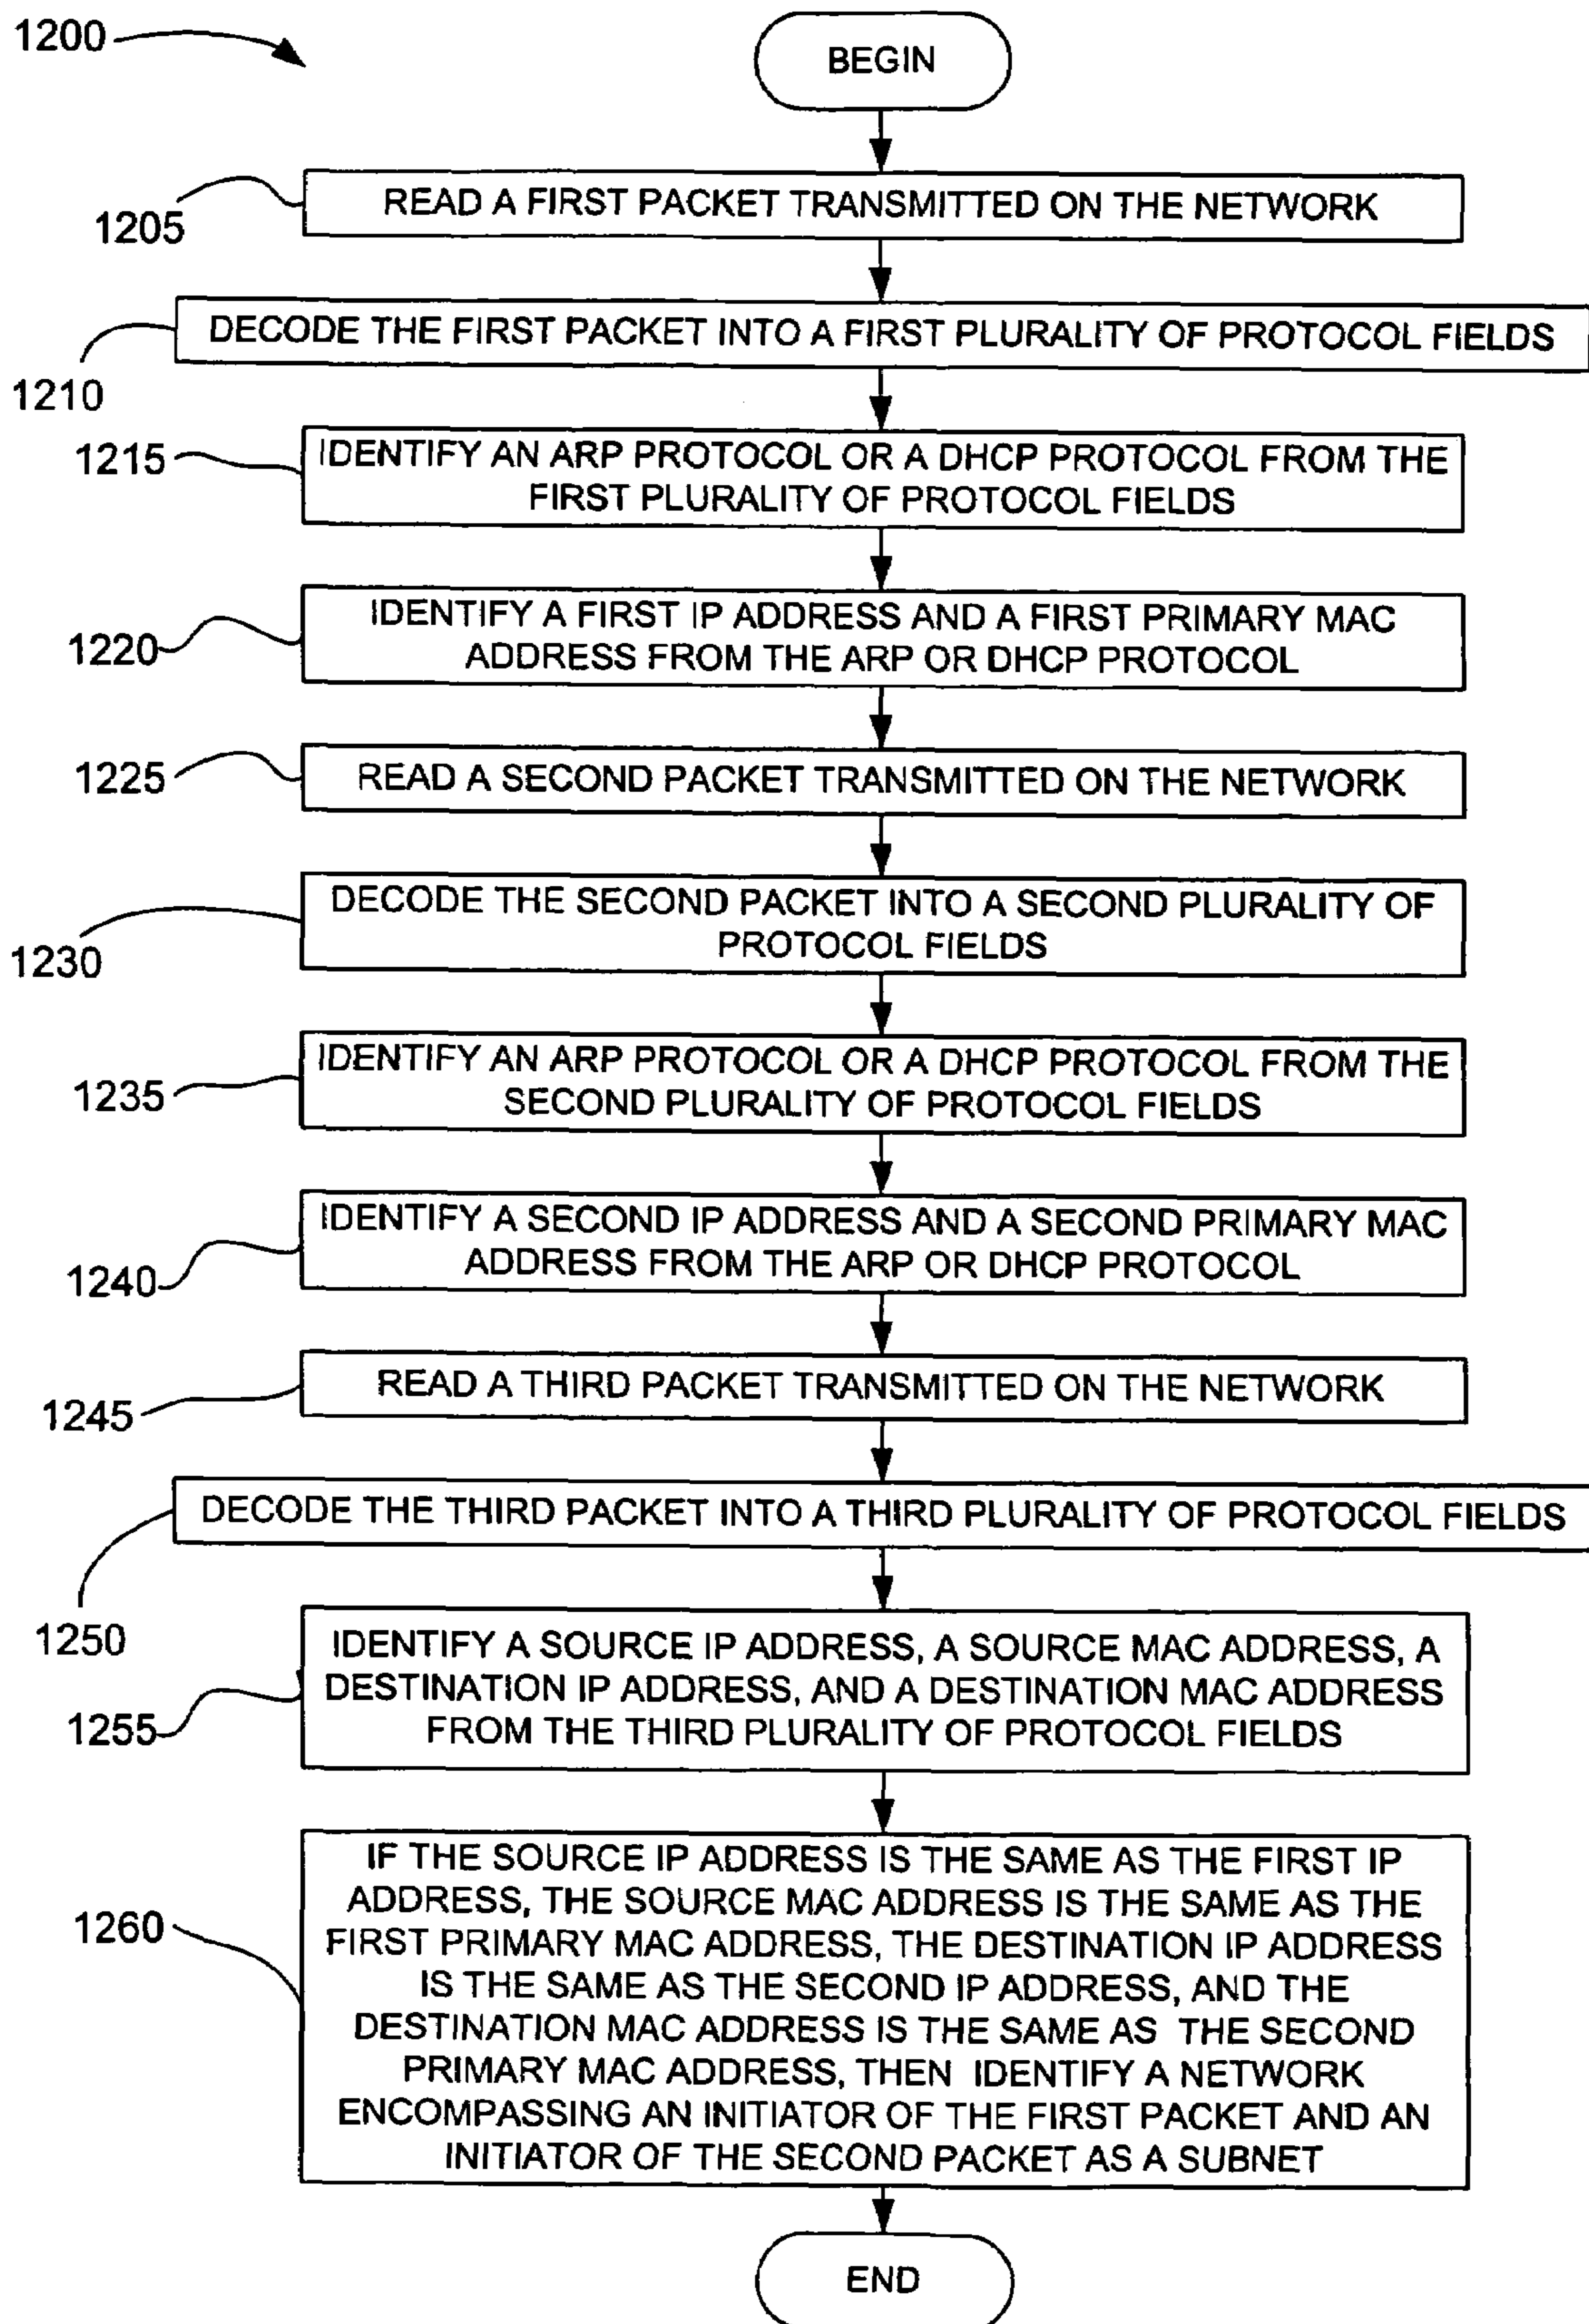 1200
BEGIN
READ A FIRST PACKET TRANSMITTED ON THE NETWORK
1205
DECODE THE FIRST PACKET INTO A FIRST PLURALITY OF PROTOCOL FIELDS
1210
IDENTIFY AN ARP PROTOCOL OR A DHCP PROTOCOL FROM THE
FIRST PLURALITY OF PROTOCOL FIELDS
1215
IDENTIFY A FIRST IP ADDRESS AND A FIRST PRIMARY MAC
ADDRESS FROM THE ARP OR DHCP PROTOCOL
1220
READ A SECOND PACKET TRANSMITTED ON THE NETWORK
1225
DECODE THE SECOND PACKET INTO A SECOND PLURALITY OF
PROTOCOL FIELDS
1230
IDENTIFY AN ARP PROTOCOL OR A DHCP PROTOCOL FROM THE
SECOND PLURALITY OF PROTOCOL FIELDS
1235
IDENTIFY A SECOND IP ADDRESS AND A SECOND PRIMARY MAC
ADDRESS FROM THE ARP OR DHCP PROTOCOL
1240
READ A THIRD PACKET TRANSMITTED ON THE NETWORK
1245
DECODE THE THIRD PACKET INTO A THIRD PLURALITY OF PROTOCOL FIELDS
1250
IDENTIFY A SOURCE IP ADDRESS, A SOURCE MAC ADDRESS, A
DESTINATION IP ADDRESS, AND A DESTINATION MAC ADDRESS
FROM THE THIRD PLURALITY OF PROTOCOL FIELDS
1255
IF THE SOURCE IP ADDRESS IS THE SAME AS THE FIRST IP
ADDRESS, THE SOURCE MAC ADDRESS IS THE SAME AS THE
FIRST PRIMARY MAC ADDRESS, THE DESTINATION IP ADDRESS
IS THE SAME AS THE SECOND IP ADDRESS, AND THE
DESTINATION MAC ADDRESS IS THE SAME AS THE SECOND
PRIMARY MAC ADDRESS, THEN IDENTIFY A NETWORK
ENCOMPASSING AN INITIATOR OF THE FIRST PACKET AND AN
INITIATOR OF THE SECOND PACKET AS A SUBNET
1260
END